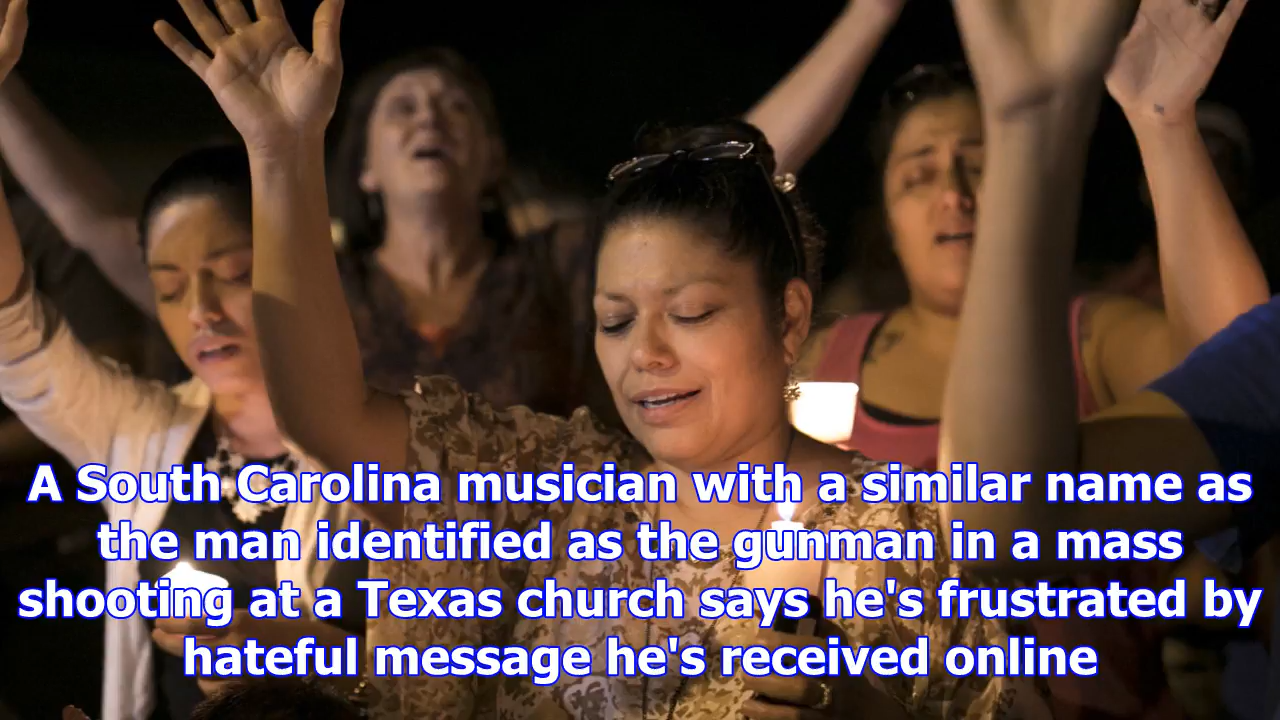 A South Carolina musician with a similar name as
the man identified as the gunman in a mass
shooting at a Texas church says he's frustrated by
hateful message he's received online